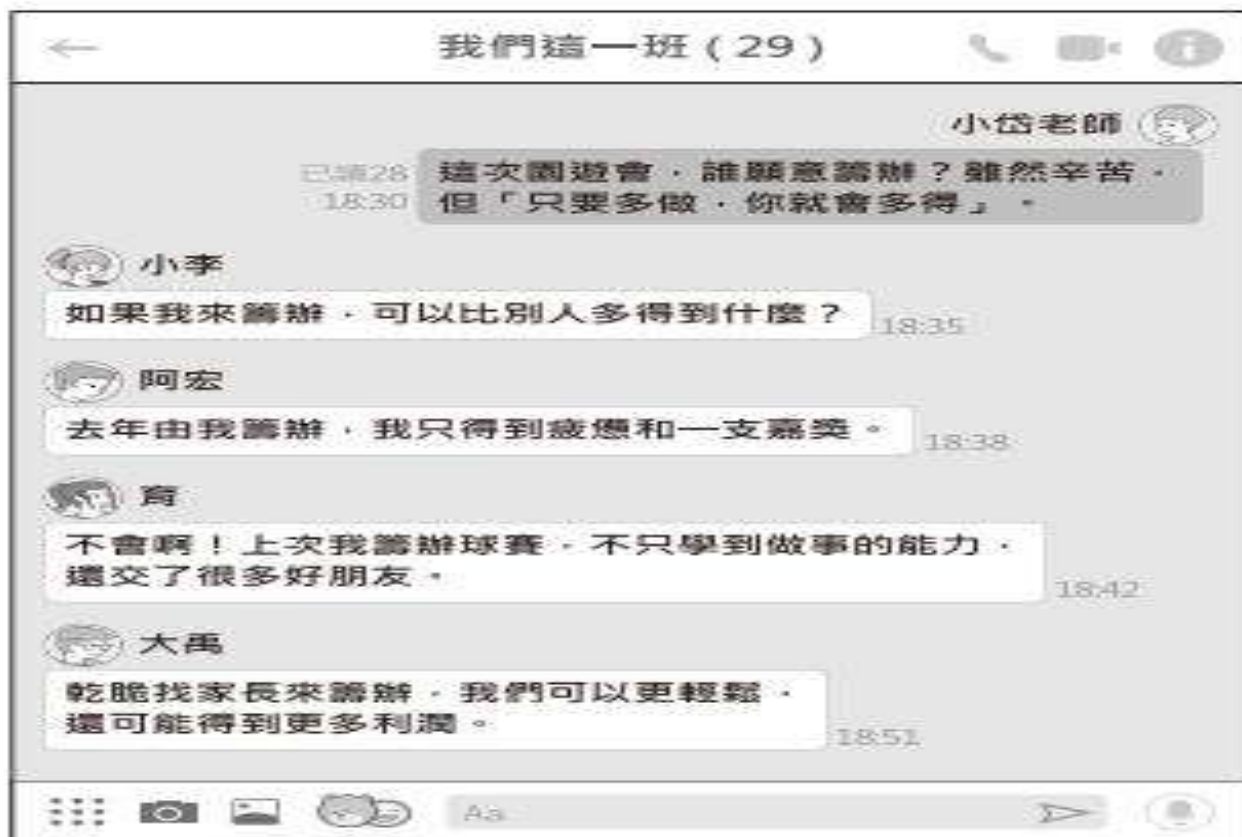 我們這一班（29）
小岱老師
這次園遊會，誰願意籌辦？雖然辛苦，
但「只要多做，你就會多得」。
已讀28
18:30
小李
如果我來籌辦，可以比別人多得到什麼？
18:35
阿宏
去年由我籌辦，我只得到疲憊和一支嘉獎。
18:38
育
不會啊！上次我籌辦球賽，不只學到做事的能力，
還交了很多好朋友。
18:42
大禹
乾脆找家長來籌辦，我們可以更輕鬆，
還可能得到更多利潤。
18:51
Aa